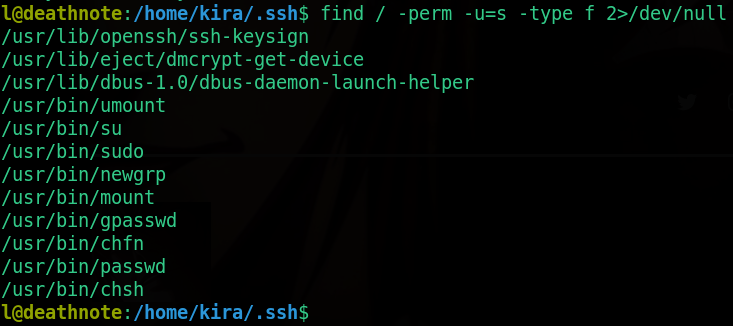 l@deathnote:/home/kira/.ssh$ find / -perm -u=s -type f 2>/dev/null
/usr/lib/openssh/ssh-keysign
/usr/lib/eject/dmcrypt-get-device
/usr/lib/dbus-1.0/dbus-daemon-launch-helper
/usr/bin/umount
/usr/bin/su
/usr/bin/sudo
/usr/bin/newgrp
/usr/bin/mount
/usr/bin/gpasswd
/usr/bin/chfn
/usr/bin/passwd
/usr/bin/chsh
l@deathnote:/home/kira/.ssh$